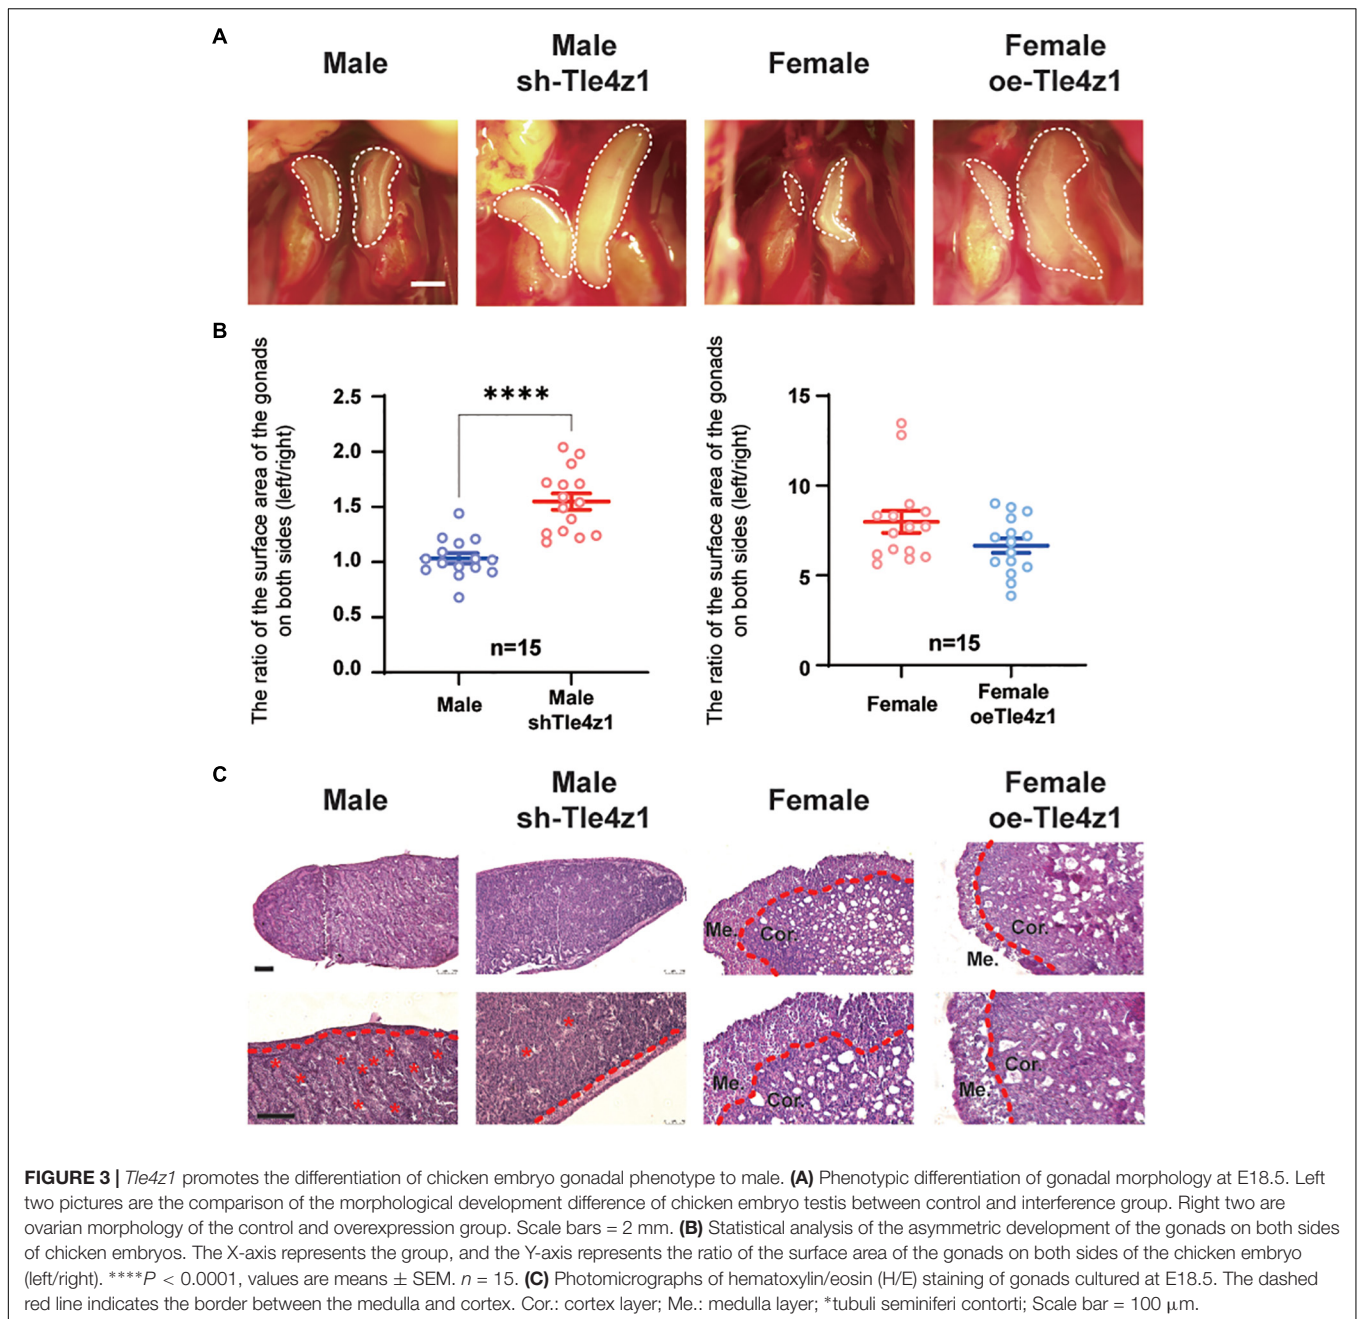 A
Male
Male
sh-Tle4z1
Female
Female
oe-Tle4z1
B
The ratio of the surface area of the gonads
on both sides (left/right)
2.5
2.0
1.5
1.0
0.5
0.0
****
n=15
Male
Male
shTle4z1
The ratio of the surface area of the gonads
on both sides (left/right)
15
10
5
0
n=15
Female
Female
oeTle4z1
C
Male
Male
sh-Tle4z1
Female
Female
oe-Tle4z1
Me.
Cor.
Cor.
Me.
* * * * * * * * *
* *
Me.
Cor.
Cor.
Me.
FIGURE 3 | Tle4z1 promotes the differentiation of chicken embryo gonadal phenotype to male. (A) Phenotypic differentiation of gonadal morphology at E18.5. Left
two pictures are the comparison of the morphological development difference of chicken embryo testis between control and interference group. Right two are
ovarian morphology of the control and overexpression group. Scale bars = 2 mm. (B) Statistical analysis of the asymmetric development of the gonads on both sides
of chicken embryos. The X-axis represents the group, and the Y-axis represents the ratio of the surface area of the gonads on both sides of the chicken embryo
(left/right). ****P < 0.0001, values are means ± SEM. n = 15. (C) Photomicrographs of hematoxylin/eosin (H/E) staining of gonads cultured at E18.5. The dashed
red line indicates the border between the medulla and cortex. Cor.: cortex layer; Me.: medulla layer; *tubuli seminiferi contorti; Scale bar = 100 μm.